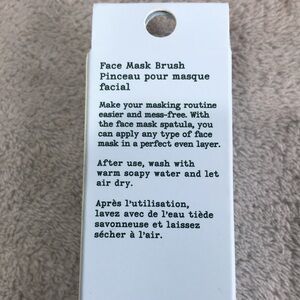 Face Mask Brush
Pinceau pour masque
facial
Make your masking routine
easier and mess-free. With
the face mask spatula, you
can apply any type of face
mask in a perfect even layer.
After use, wash with
warm soapy water and let
air dry.
Après l'utilisation,
lavez avec de l'eau tiède
savonneuse et laissez
sécher à l'air.